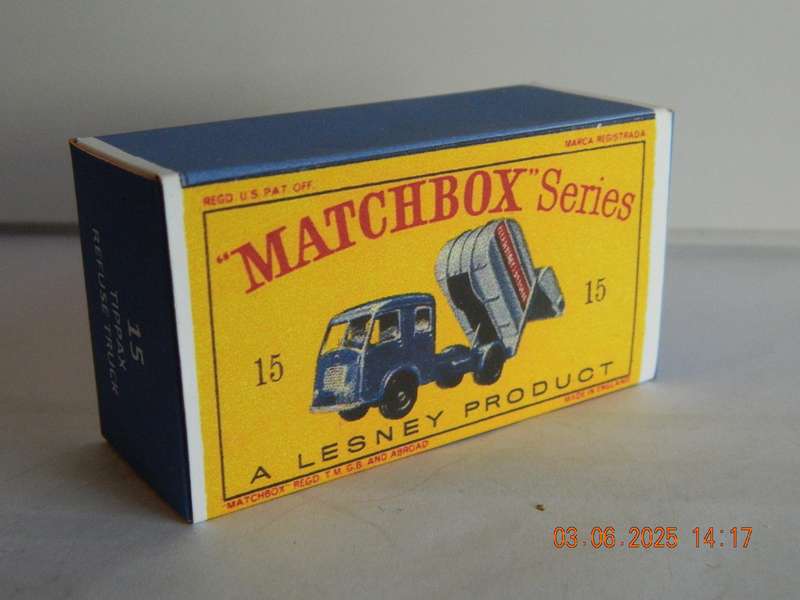 REGD. U.S. PAT. OFF.
MARCA REGISTRADA
"MATCHBOX" Series
15
15
A LESNEY PRODUCT
MADE IN ENGLAND
"MATCHBOX" REGD. T.M. G.B. AND ABROAD
15
TIPPAX
REFUSE TRUCK
03.06.2025 14:17